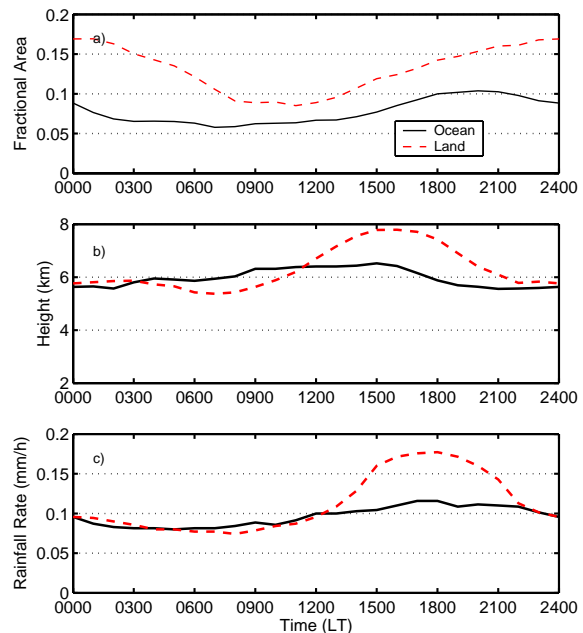 0.2
a)
0.15
0.1
Ocean
Land
0.05
0
Fractional Area
0000 0300 0600 0900 1200 1500 1800 2100 2400
8
b)
6
4
2
Height (km)
0000 0300 0600 0900 1200 1500 1800 2100 2400
0.2
c)
0.15
0.1
0.05
0
Rainfall Rate (mm/h)
0000 0300 0600 0900 1200 1500 1800 2100 2400
Time (LT)